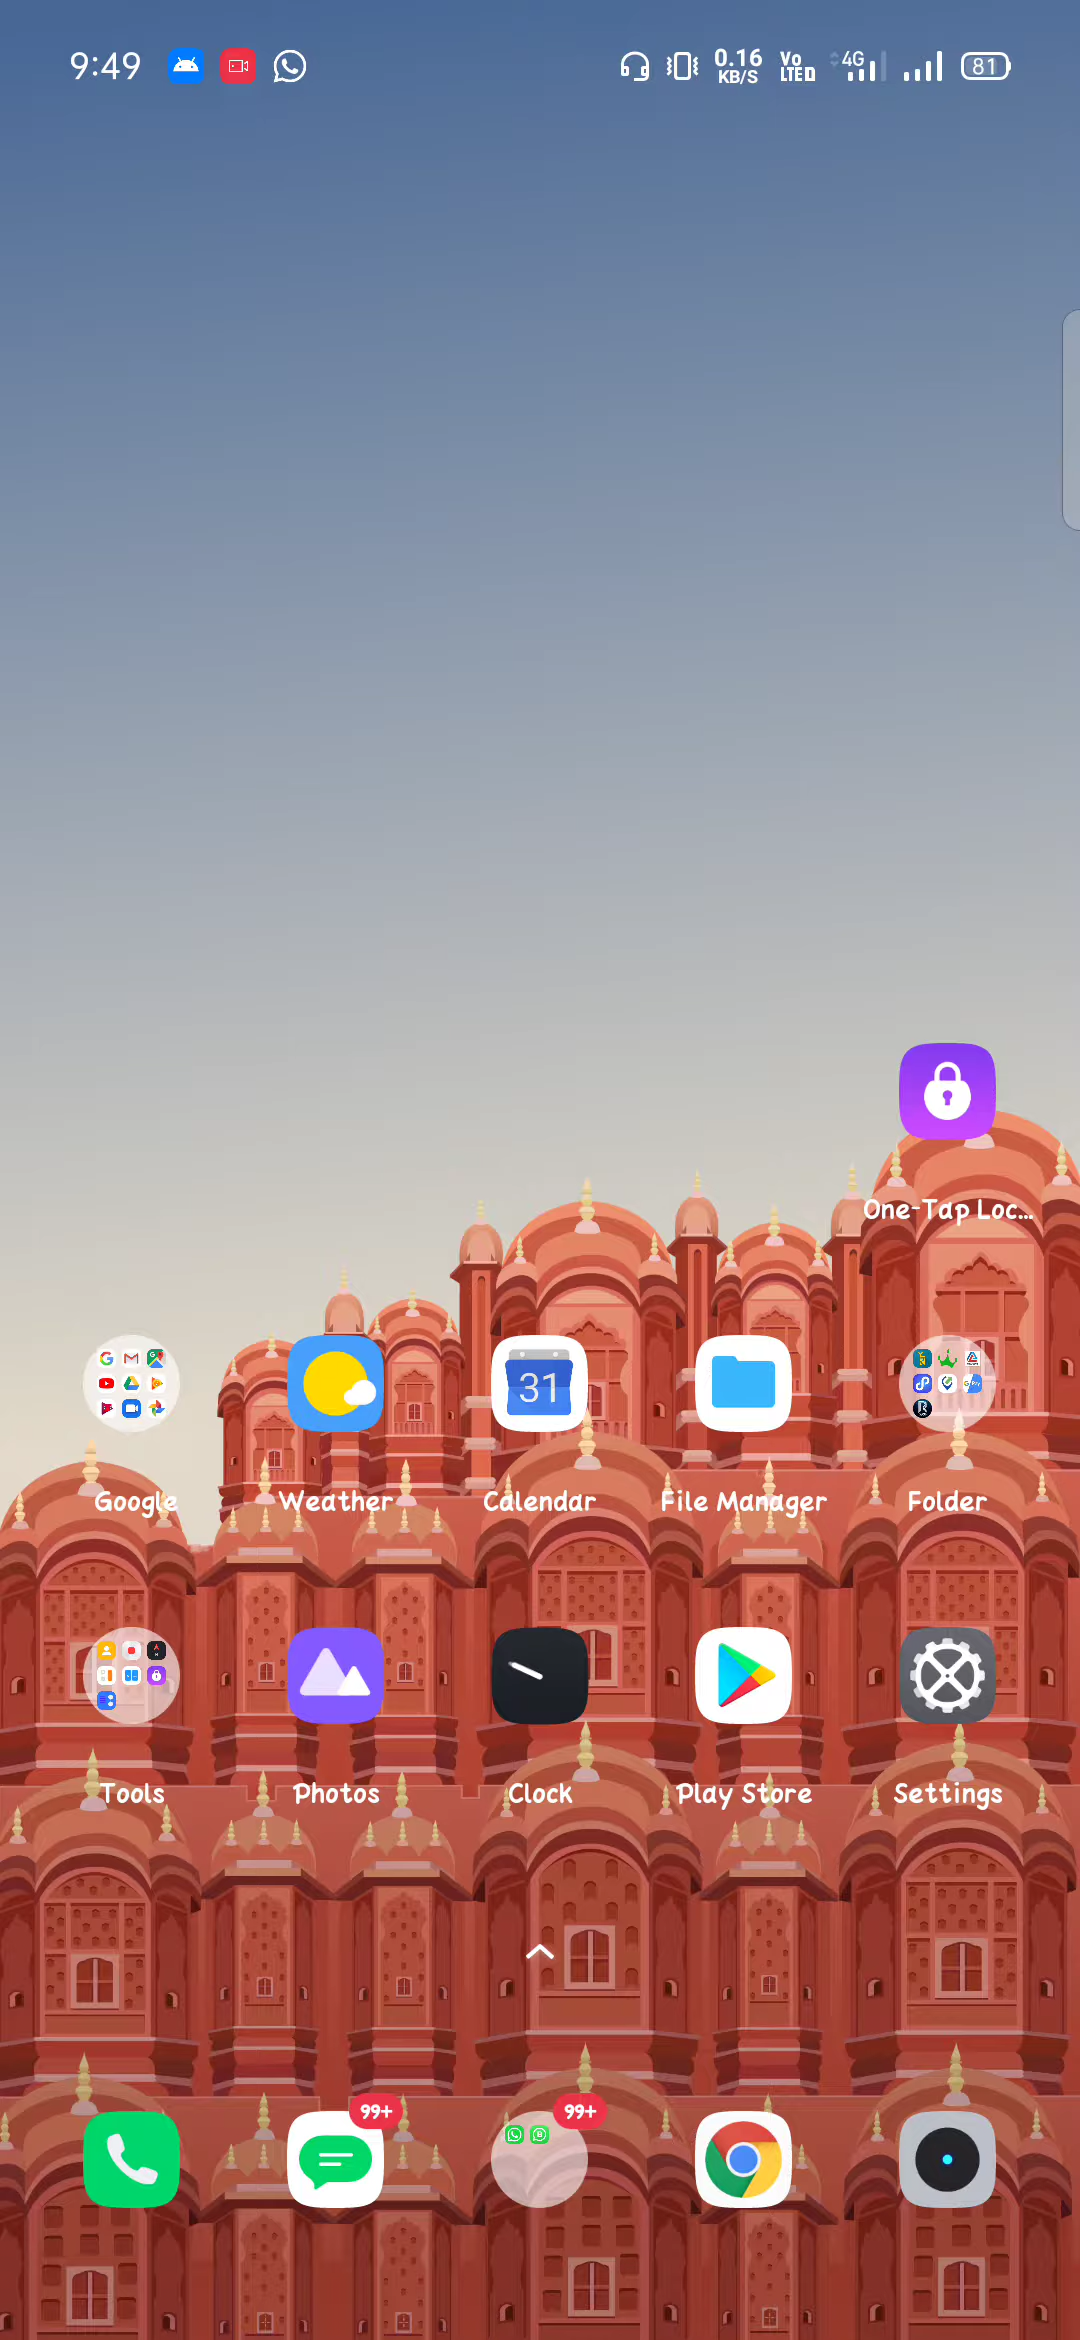 9:49
0.16 KB/S
Vo LTE
4G
81
One-Tap Loc...
31
Google
Weather
Calendar
File Manager
Folder
Tools
Photos
Clock
Play Store
Settings
99+
99+